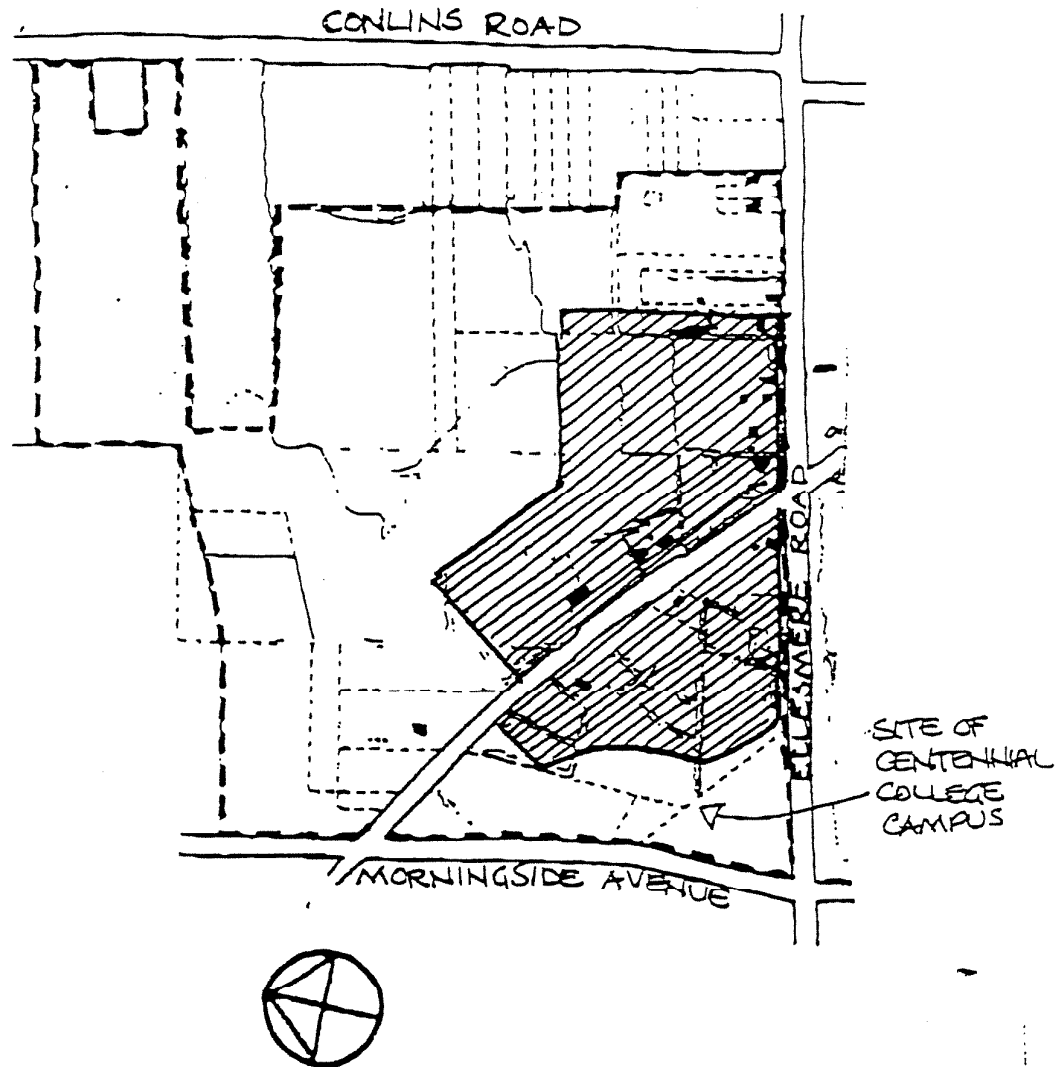 CONLINS ROAD
ELLESMERE ROAD
SITE OF
CENTENNIAL
COLLEGE
CAMPUS
MORNINGSIDE AVENUE